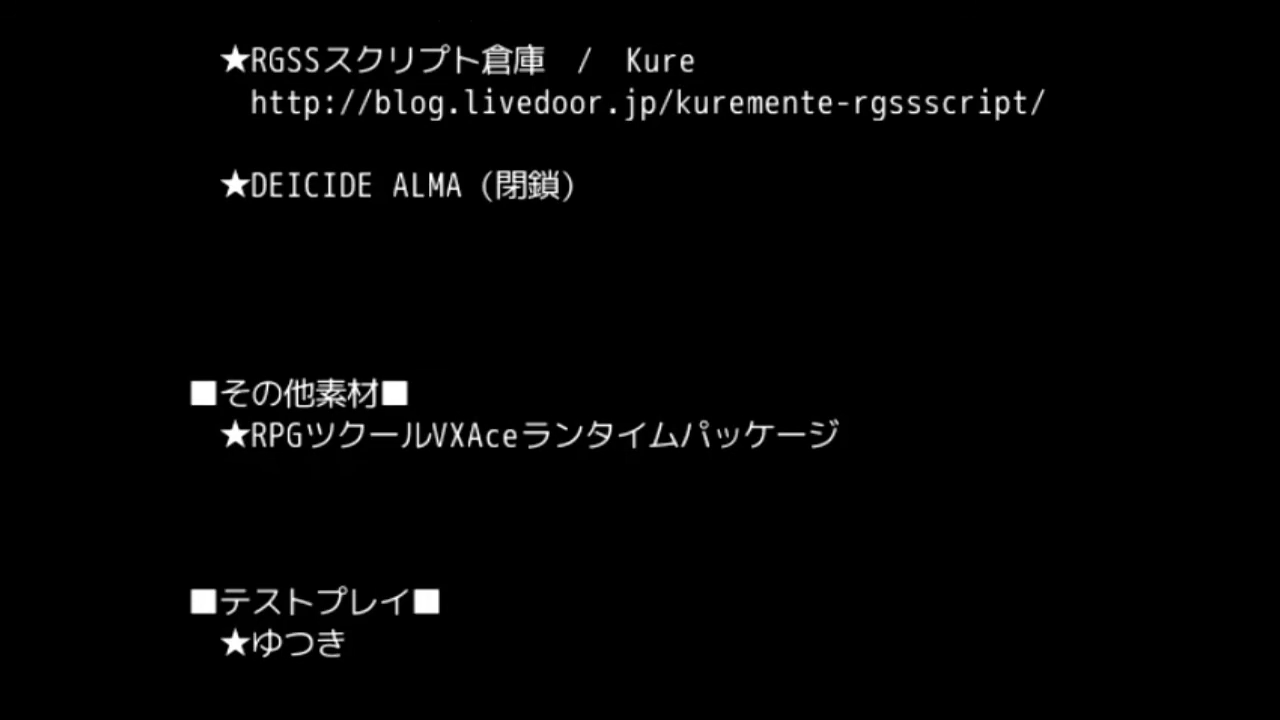 ★RGSSスクリプト倉庫 / Kure
http://blog.livedoor.jp/kuremente-rgssscript/
★DEICIDE ALMA (閉鎖)
■その他素材■
★RPGツクールVXAceランタイムパッケージ
■テストプレイ■
★ゆつき